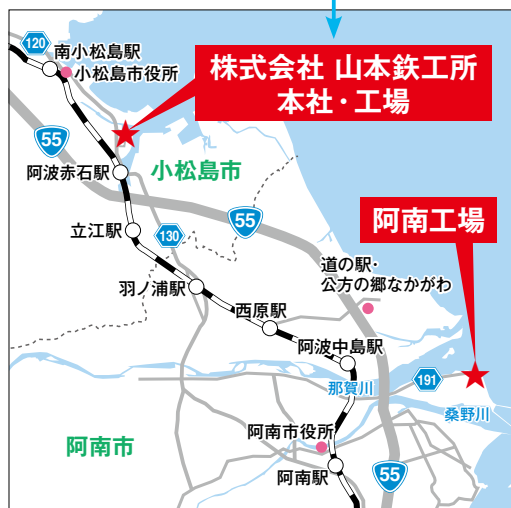 120
南小松島駅
小松島市役所
株式会社 山本鉄工所
本社・工場
55
阿波赤石駅
小松島市
55
阿南工場
立江駅
130
道の駅・
公方の郷なかがわ
羽ノ浦駅
西原駅
阿波中島駅
那賀川
191
桑野川
阿南市役所
阿南市
阿南駅
55